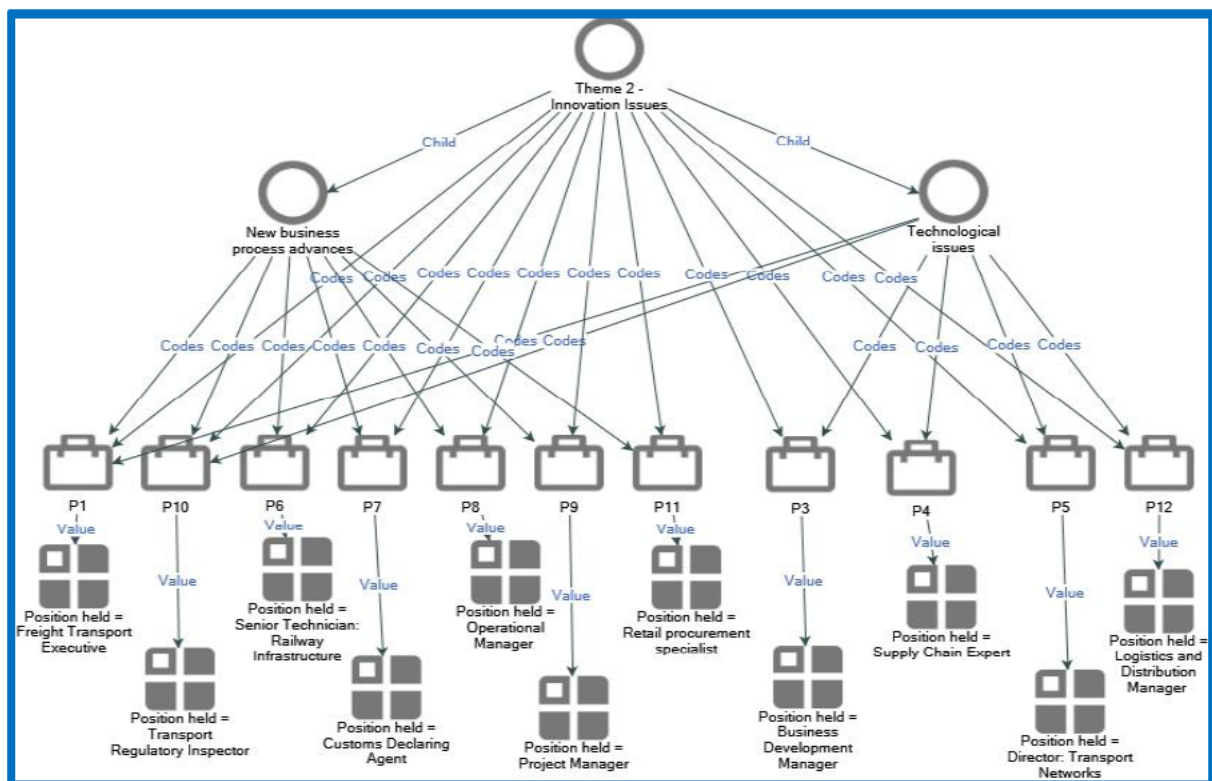 Theme 2 -
Innovation Issues
Child
Child
New business
process advances
Technological
issues
Codes Codes Codes Codes Codes Codes Codes Codes Codes Codes Codes
Codes Codes Codes Codes Codes Codes Codes Codes Codes Codes Codes Codes Codes
P1
P10
P6
P7
P8
P9
P11
P3
P4
P5
P12
Value
Value
Value
Value
Value
Value
Value
Value
Value
Value
Value
Position held =
Freight Transport
Executive
Position held =
Transport
Regulatory Inspector
Position held =
Senior Technician:
Railway
Infrastructure
Position held =
Customs Declaring
Agent
Position held =
Operational
Manager
Position held =
Project Manager
Position held =
Retail procurement
specialist
Position held =
Business
Development
Manager
Position held =
Supply Chain Expert
Position held =
Director: Transport
Networks
Position held =
Logistics and
Distribution
Manager